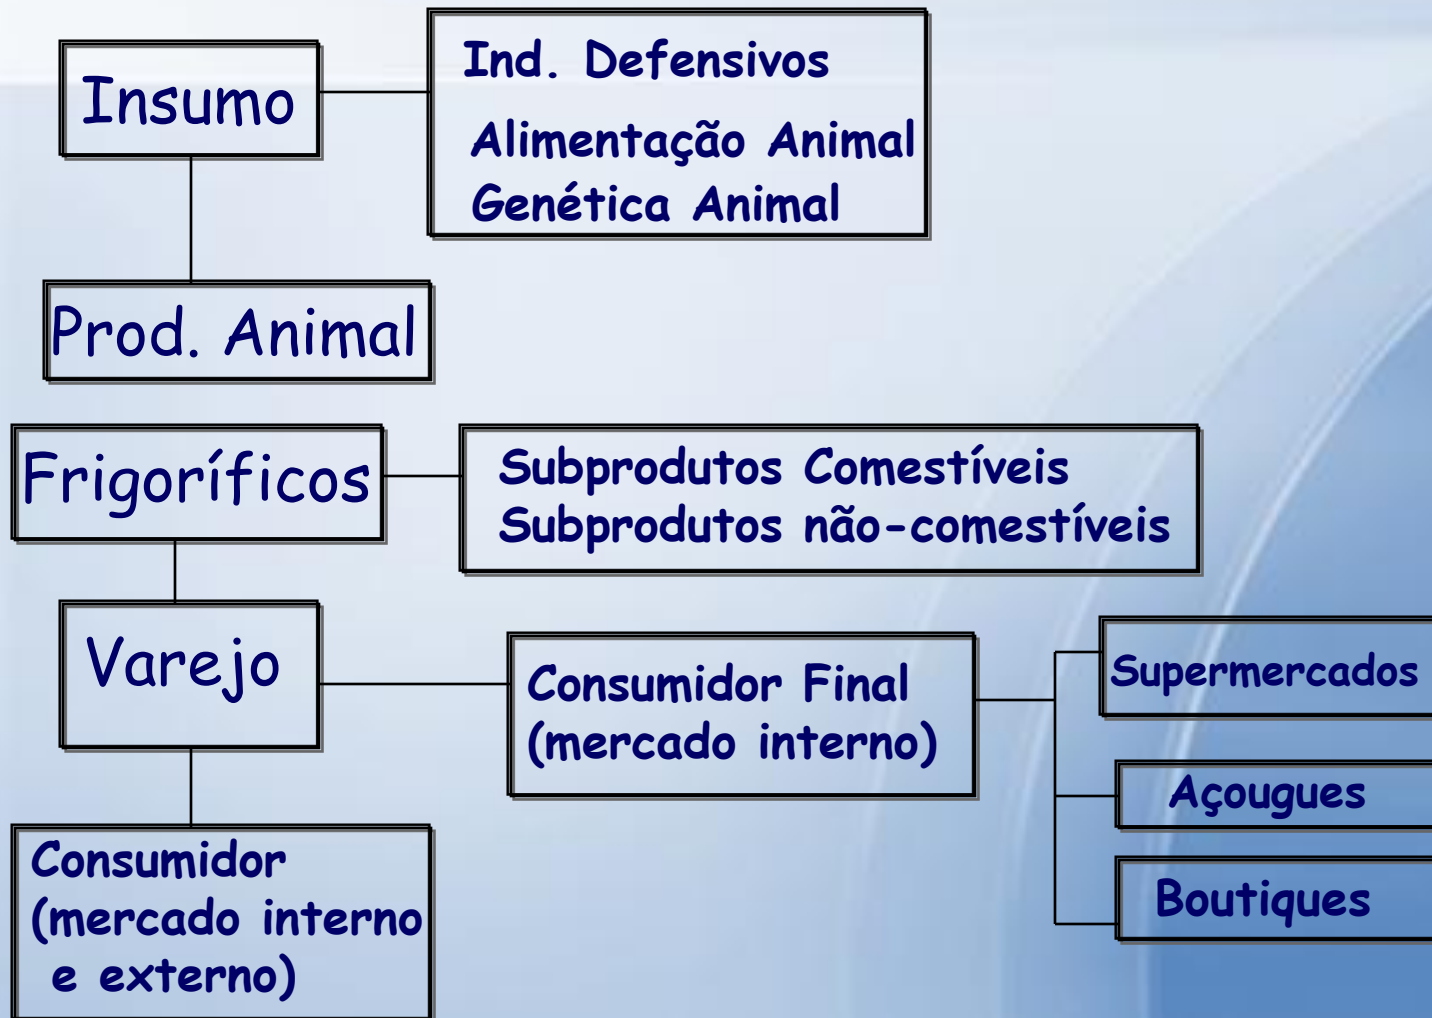 Insumo
Ind. Defensivos
Alimentação Animal
Genética Animal
Prod. Animal
Frigoríficos
Subprodutos Comestíveis
Subprodutos não-comestíveis
Varejo
Consumidor Final
(mercado interno)
Supermercados
Açougues
Boutiques
Consumidor
(mercado interno
e externo)